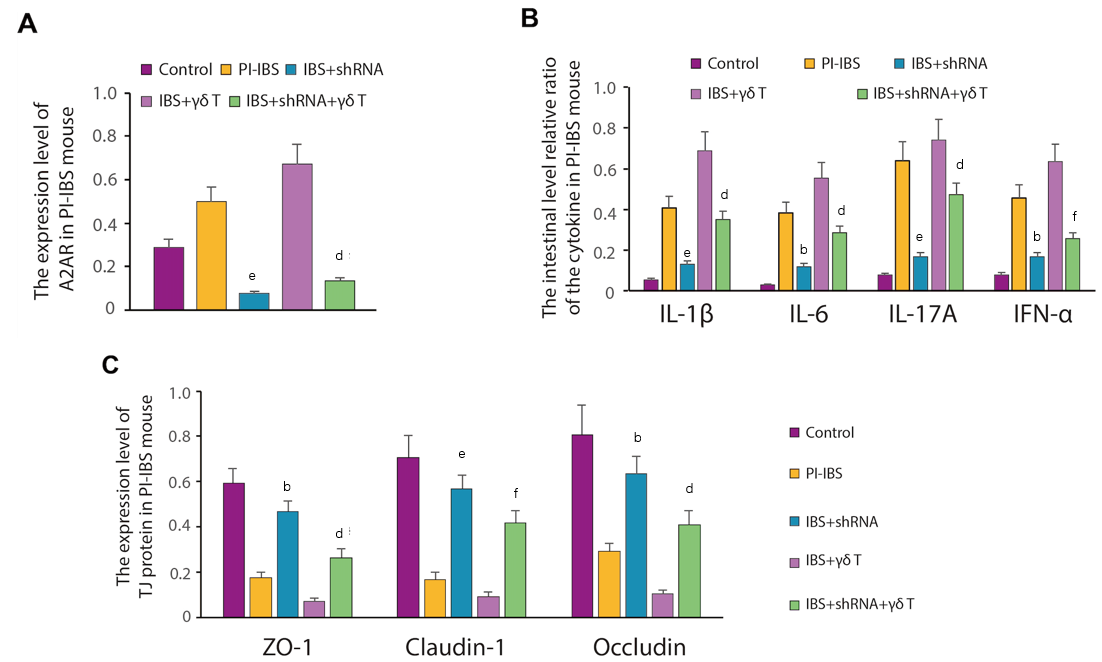 A
The expression level of
A2AR in PI-IBS mouse
Control PI-IBS IBS+shRNA
IBS+γδ T IBS+shRNA+γδ T
1.0
0.8
0.6
0.4
0.2
0
e
d
B
The intestinal level relative ratio
of the cytokine in PI-IBS mouse
Control PI-IBS IBS+shRNA
IBS+γδ T IBS+shRNA+γδ T
1.0
0.8
0.6
0.4
0.2
0
e d b d e d b f
IL-1β IL-6 IL-17A IFN-α
C
The expression level of
TJ protein in PI-IBS mouse
1.0
0.8
0.6
0.4
0.2
0
b d e f b d
ZO-1 Claudin-1 Occludin
Control
PI-IBS
IBS+shRNA
IBS+γδ T
IBS+shRNA+γδ T